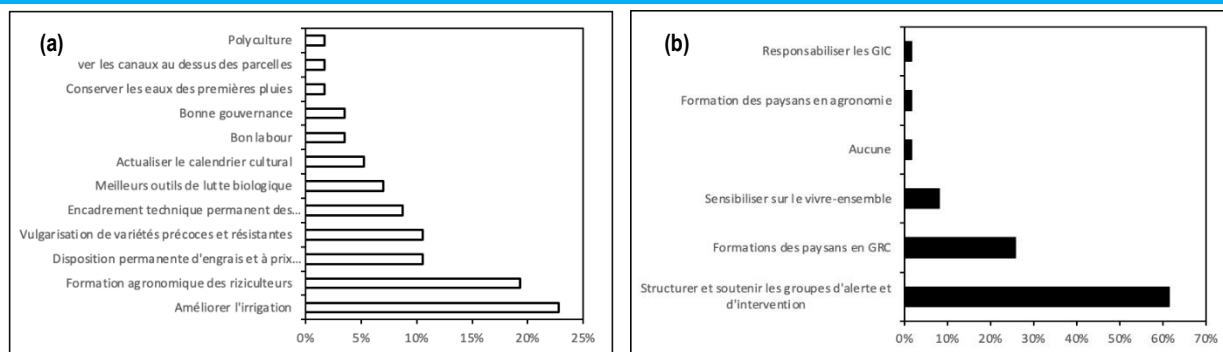 (a)
Polyculture
ver les canaux au dessus des parcelles
Conserver les eaux des premières pluies
Bonne gouvernance
Bon labour
Actualiser le calendrier cultural
Meilleurs outils de lutte biologique
Encadrement technique permanent des...
Vulgarisation de variétés précoces et résistantes
Disposition permanente d'engrais et à prix...
Formation agronomique des riziculteurs
Améliorer l'irrigation
0% 5% 10% 15% 20% 25%
(b)
Responsabiliser les GIC
Formation des paysans en agronomie
Aucune
Sensibiliser sur le vivre-ensemble
Formations des paysans en GRC
Structurer et soutenir les groupes d'alerte et
d'intervention
0% 10% 20% 30% 40% 50% 60% 70%